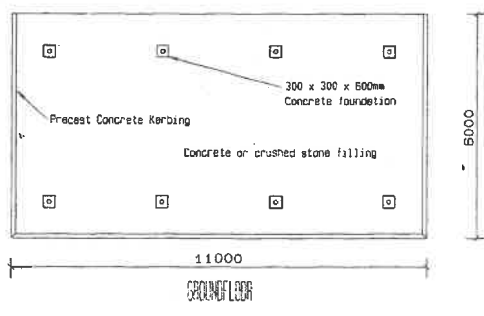 300 x 300 x 600mm
Concrete foundation
Precast Concrete Kerbing
Concrete or crushed stone filling
6000
11000
GROUNDFLOOR